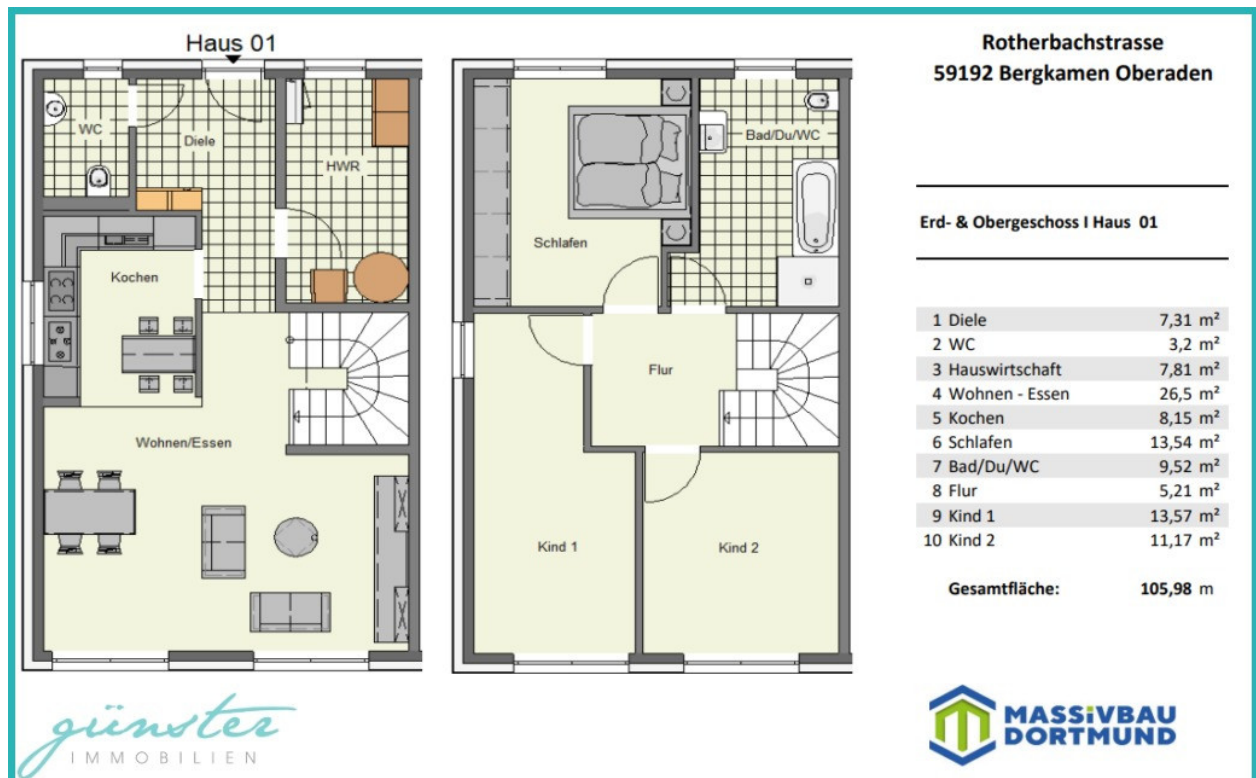 Haus 01
WC
Diele
HWR
Kochen
Wohnen/Essen
Schlafen
Bad/Du/WC
Flur
Kind 1
Kind 2
Rotherbachstrasse
59192 Bergkamen Oberaden
Erd- & Obergeschoss I Haus 01
1 Diele 7,31 m²
2 WC 3,2 m²
3 Hauswirtschaft 7,81 m²
4 Wohnen - Essen 26,5 m²
5 Kochen 8,15 m²
6 Schlafen 13,54 m²
7 Bad/Du/WC 9,52 m²
8 Flur 5,21 m²
9 Kind 1 13,57 m²
10 Kind 2 11,17 m²
Gesamtfläche: 105,98 m
günster
IMMOBILIEN
MASSiVBAU
DORTMUND